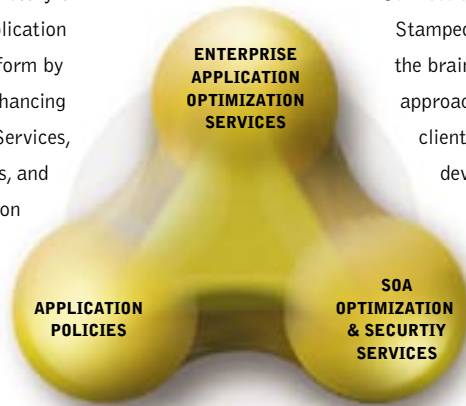 plication
form by
hancing
Services,
s, and
on
ENTERPRISE
APPLICATION
OPTIMIZATION
SERVICES
Stamped
the brain
approac
client
dev
APPLICATION
POLICIES
SOA
OPTIMIZATION
& SECURTIY
SERVICES